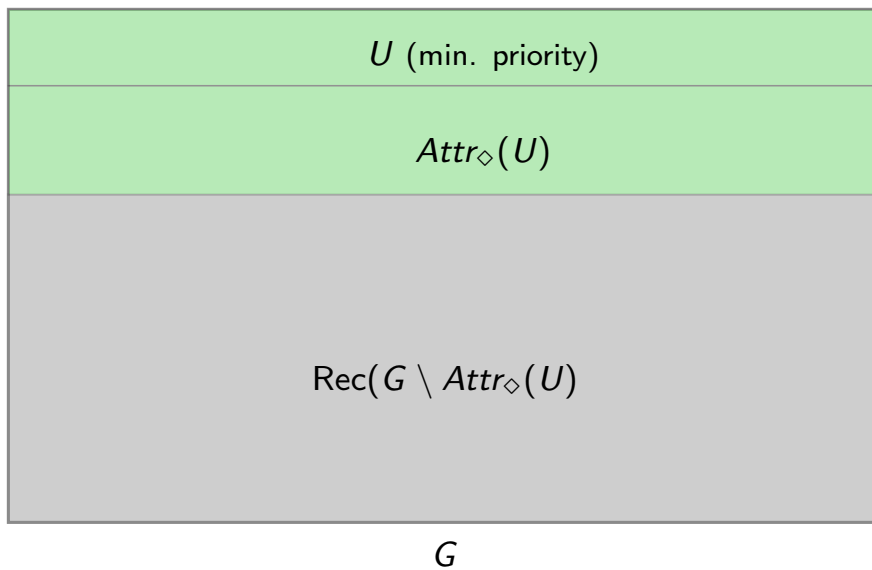 U (min. priority)
Attr◇(U)
Rec(G \ Attr◇(U)
G